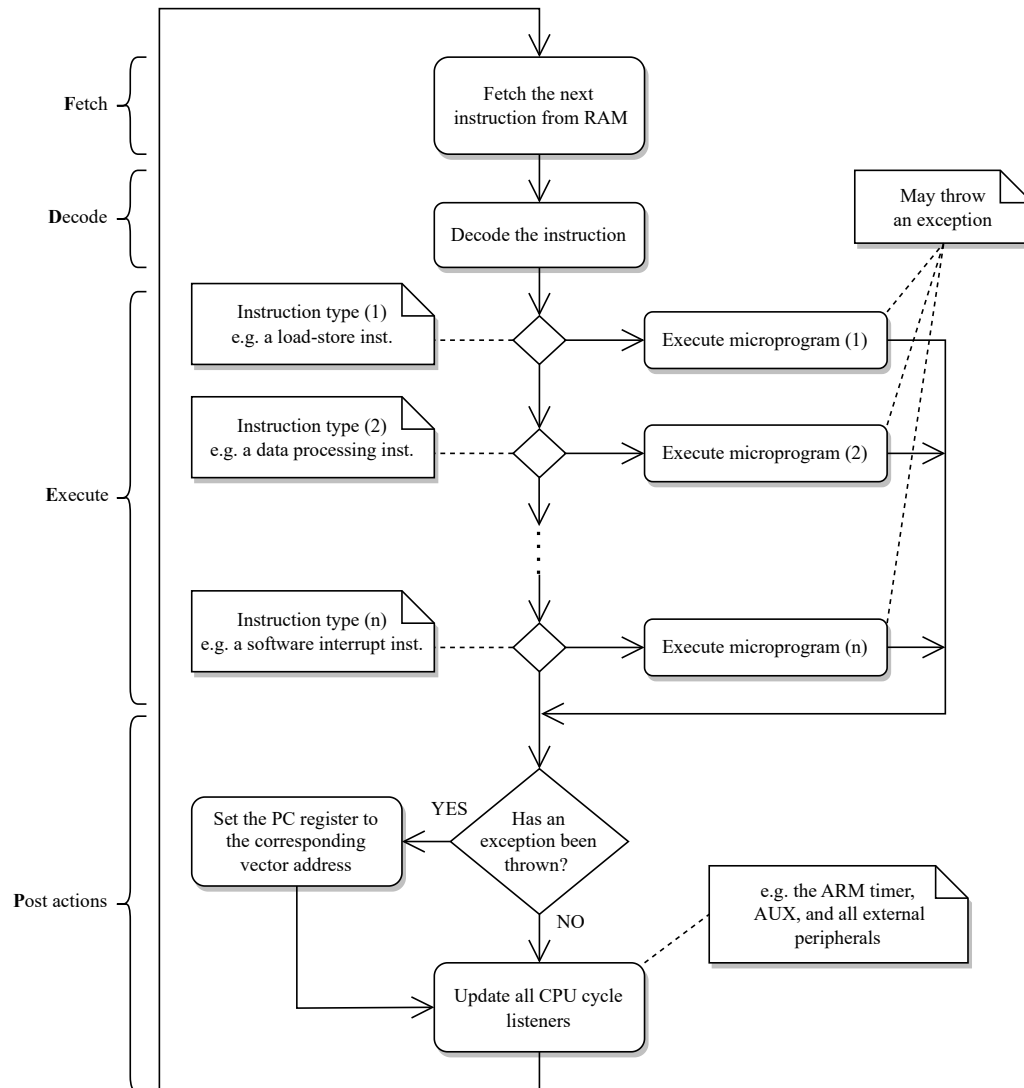 Fetch
Fetch the next
instruction from RAM
Decode
Decode the instruction
May throw
an exception
Execute
Instruction type (1)
e.g. a load-store inst.
Execute microprogram (1)
Instruction type (2)
e.g. a data processing inst.
Execute microprogram (2)
Instruction type (n)
e.g. a software interrupt inst.
Execute microprogram (n)
Post actions
YES
Has an
exception been
thrown?
Set the PC register to
the corresponding
vector address
NO
e.g. the ARM timer,
AUX, and all external
peripherals
Update all CPU cycle
listeners